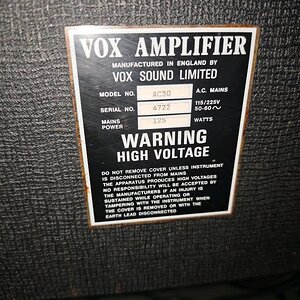 VOX AMPLIFIER
MANUFACTURED IN ENGLAND BY
VOX SOUND LIMITED
MODEL NO. AC30 A.C. MAINS
SERIAL NO. 6722 115/225V 50-60∿
MAINS POWER 125 WATTS
WARNING
HIGH VOLTAGE
DO NOT REMOVE COVER UNLESS INSTRUMENT
IS DISCONNECTED FROM MAINS
THE APPARATUS PRODUCES HIGH VOLTAGES
NO RESPONSIBILITY WILL BE ACCEPTED BY
THE MANUFACTURERS IF AN INJURY IS
SUSTAINED WHILE OPERATING OR
TAMPERING WITH THE INSTRUMENT WHEN
THE COVER IS REMOVED OR WITH THE
EARTH LEAD DISCONNECTED